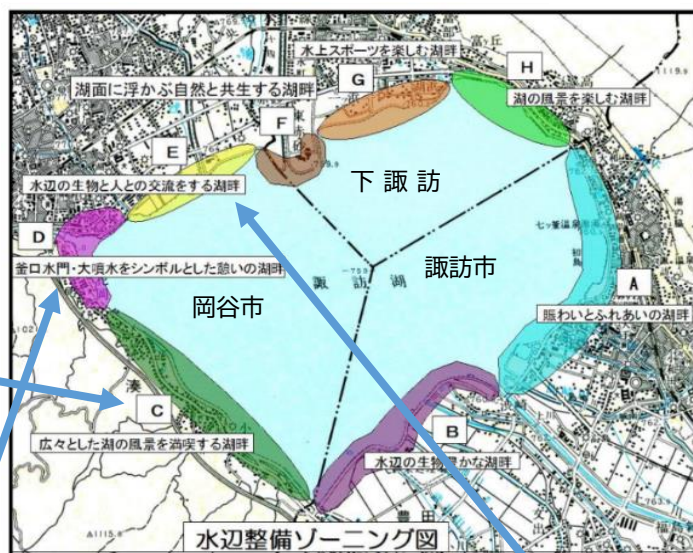 水上スポーツを楽しむ湖畔
富ヶ丘
1119.8
H
G
湖面に浮かぶ自然と共生する湖畔
湖の風景を楽しむ湖畔
F
E
下 諏 訪
水辺の生物と人との交流をする湖畔
D
諏訪市
釜口水門・大噴水をシンボルとした憩いの湖畔
諏 訪 湖
岡谷市
A
賑わいとふれあいの湖畔
湊
C
B
広々とした湖の風景を満喫する湖畔
水辺の生物豊かな湖畔
上川
豊 田
文出
水辺整備ゾーニング図